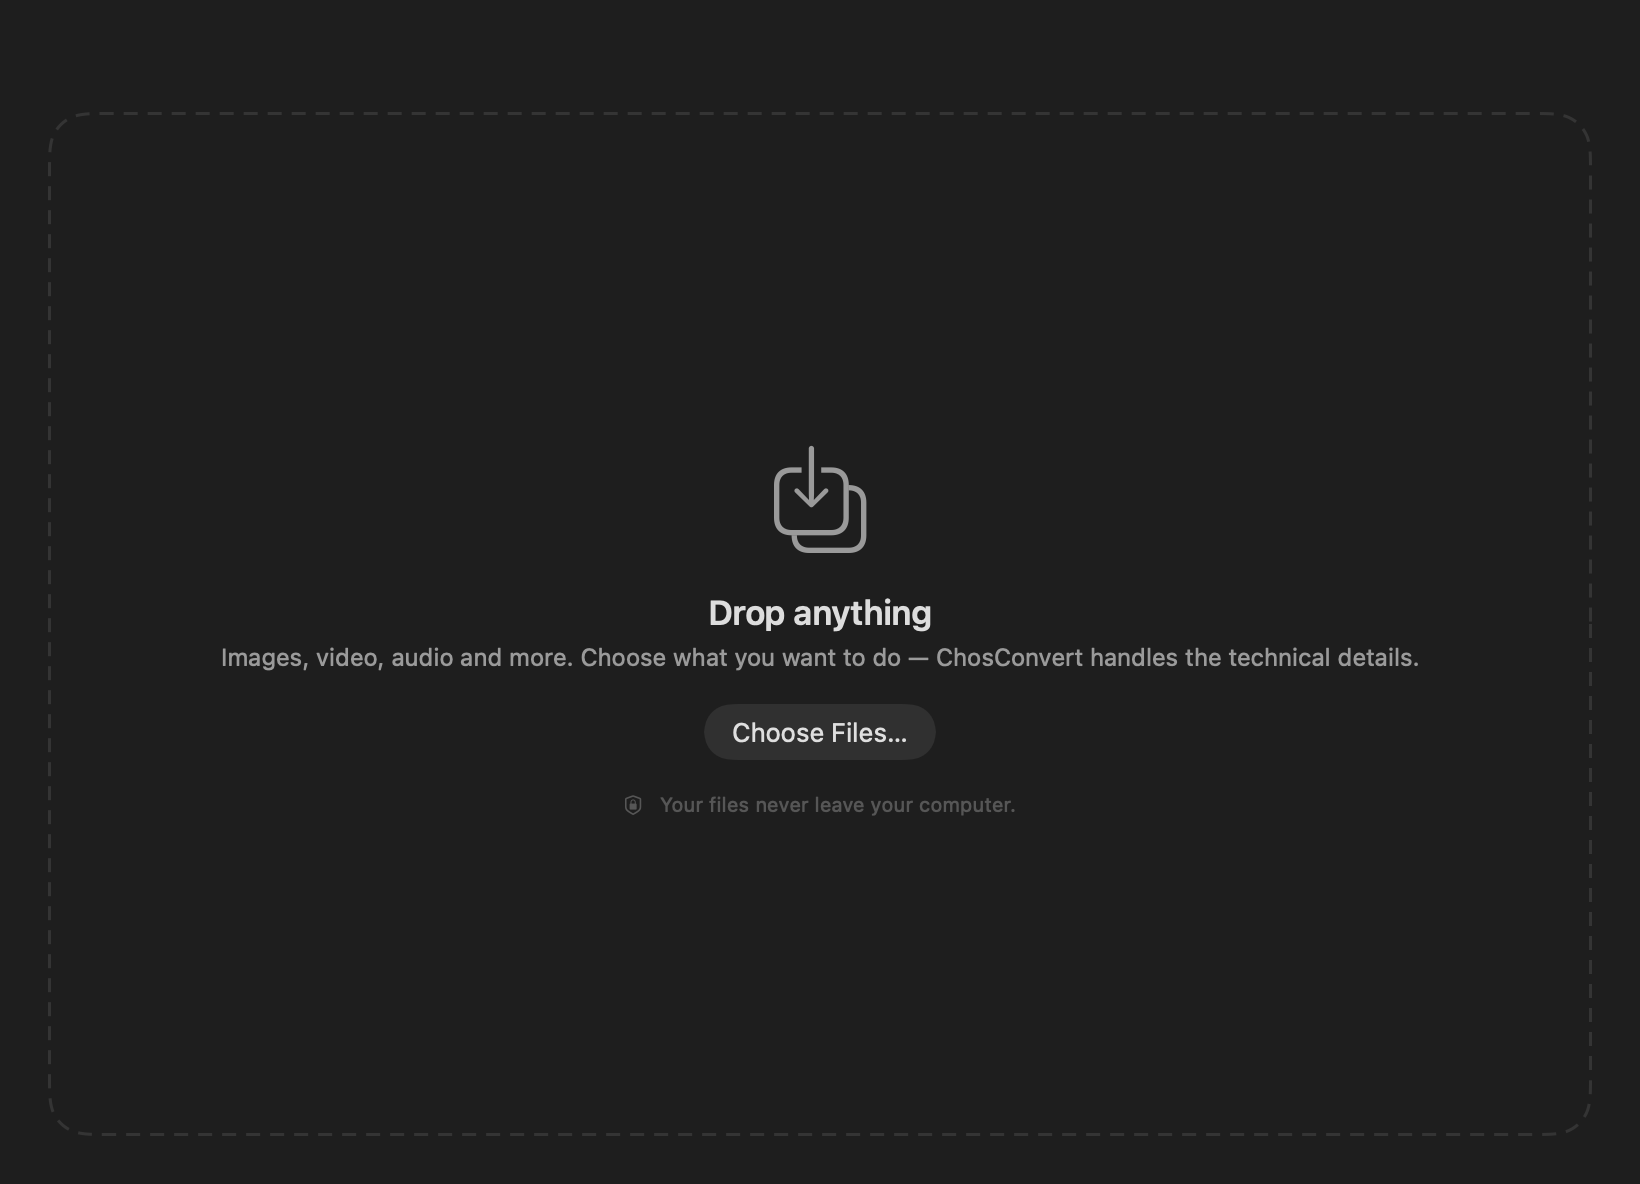 Drop anything
Images, video, audio and more. Choose what you want to do — ChosConvert handles the technical details.
Choose Files...
Your files never leave your computer.